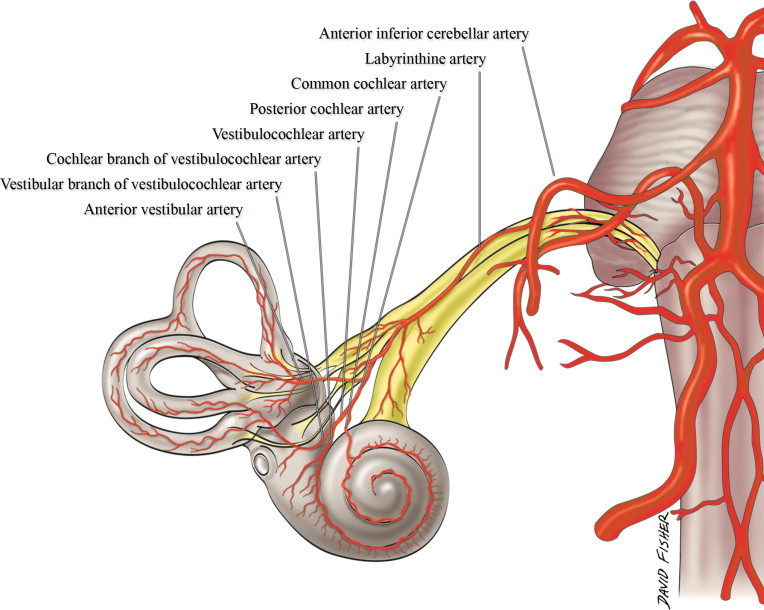 Anterior inferior cerebellar artery
Labyrinthine artery
Common cochlear artery
Posterior cochlear artery
Vestibulocochlear artery
Cochlear branch of vestibulocochlear artery
Vestibular branch of vestibulocochlear artery
Anterior vestibular artery
DAVID FISHER